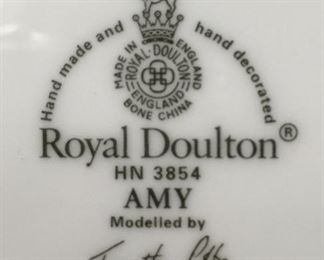 Hand made and hand decorated
MADE IN ENGLAND
ROYAL·DOULTON
ENGLAND
BONE CHINA
Royal Doulton®
HN 3854
AMY
Modelled by